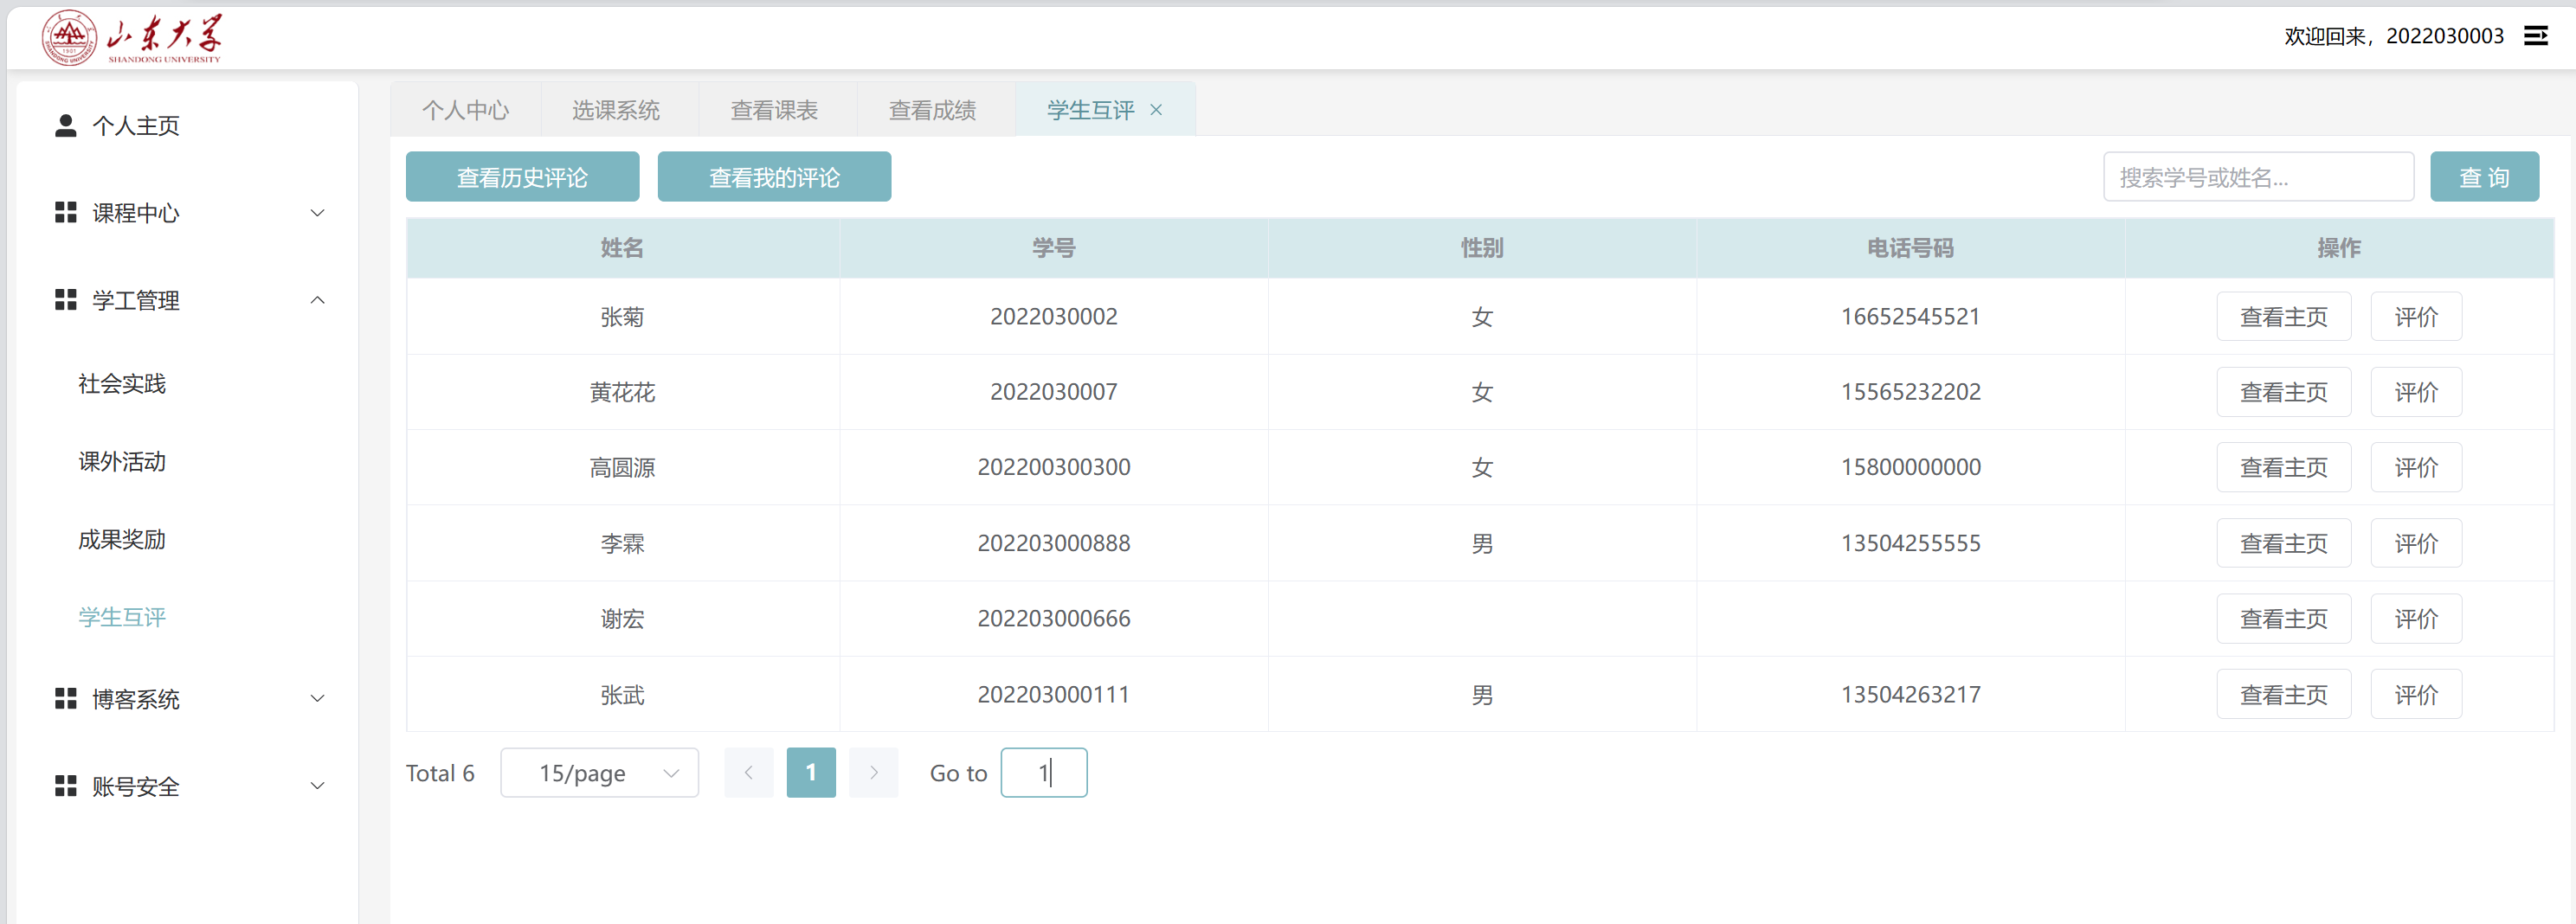 山东大学
SHANDONG UNIVERSITY
欢迎回来，2022030003
个人主页
课程中心
学工管理
社会实践
课外活动
成果奖励
学生互评
博客系统
账号安全
个人中心 选课系统 查看课表 查看成绩 学生互评
查看历史评论 查看我的评论 搜索学号或姓名... 查 询
姓名 学号 性别 电话号码 操作
张菊 2022030002 女 16652545521 查看主页 评价
黄花花 2022030007 女 15565232202 查看主页 评价
高圆源 202200300300 女 15800000000 查看主页 评价
李霖 202203000888 男 13504255555 查看主页 评价
谢宏 202203000666 查看主页 评价
张武 202203000111 男 13504263217 查看主页 评价
Total 6 15/page 1 Go to 1